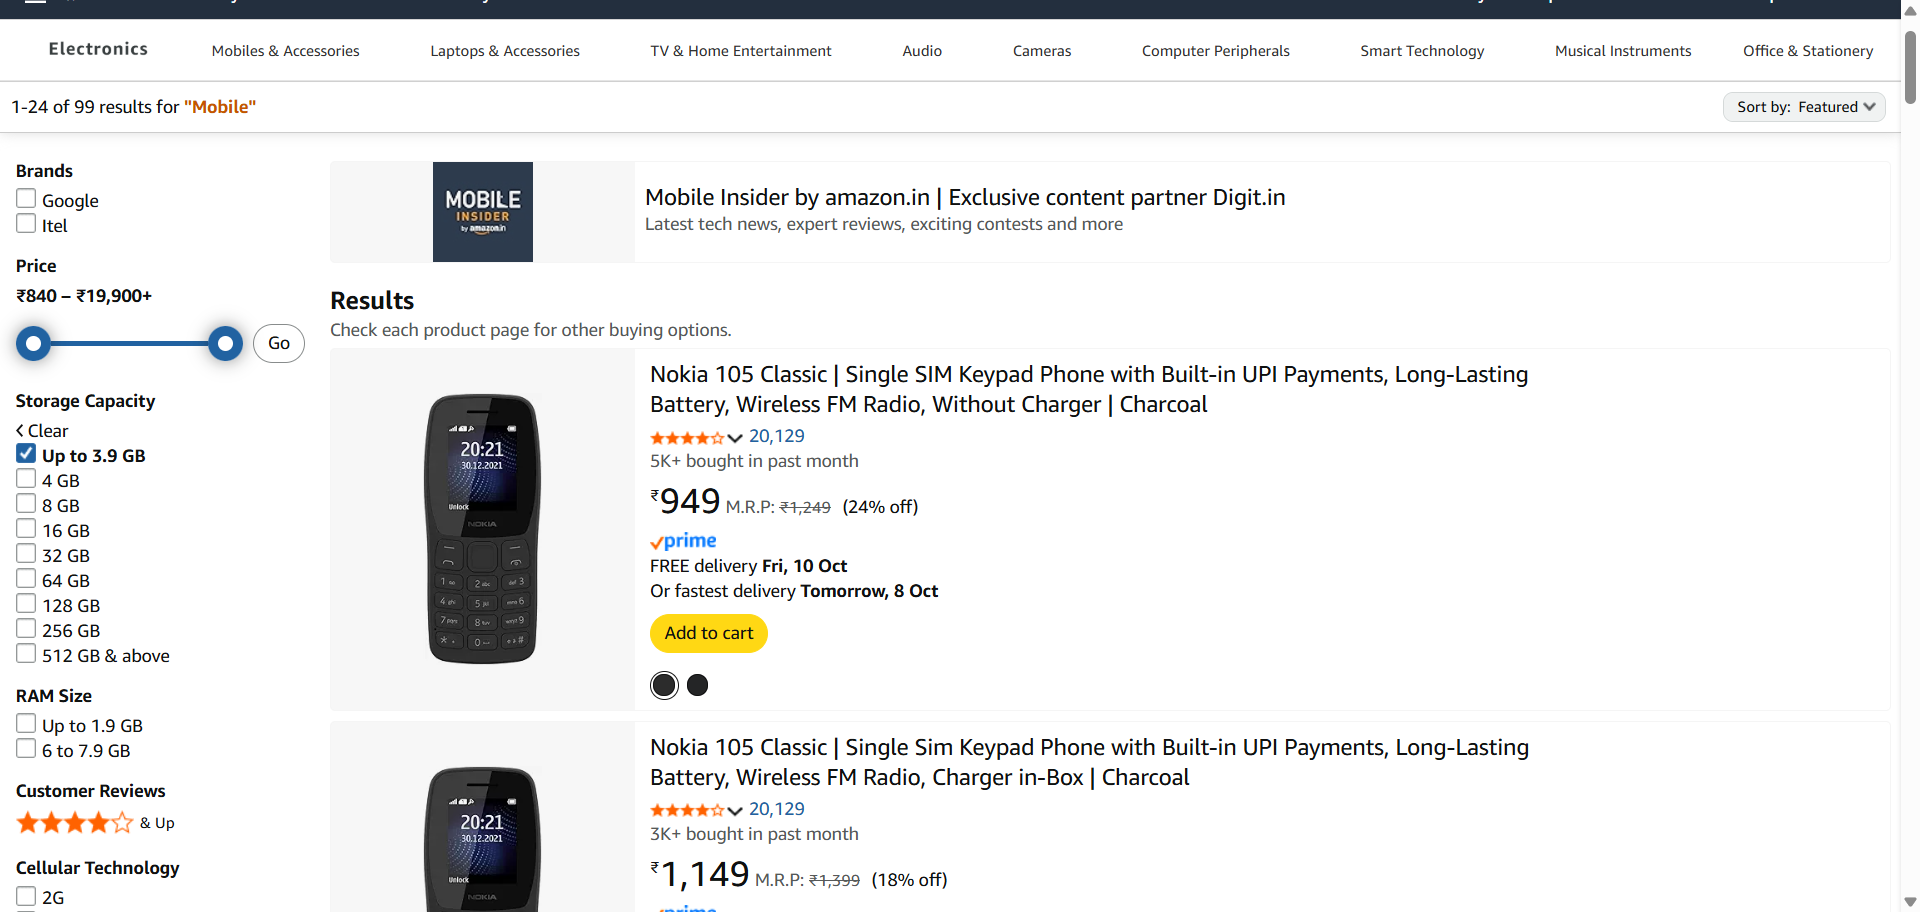 Electronics
Mobiles & Accessories
Laptops & Accessories
TV & Home Entertainment
Audio
Cameras
Computer Peripherals
Smart Technology
Musical Instruments
Office & Stationery
1-24 of 99 results for "Mobile"
Sort by: Featured
Brands
Google
Itel
Price
₹840 – ₹19,900+
Go
Storage Capacity
Clear
Up to 3.9 GB
4 GB
8 GB
16 GB
32 GB
64 GB
128 GB
256 GB
512 GB & above
RAM Size
Up to 1.9 GB
6 to 7.9 GB
Customer Reviews
& Up
Cellular Technology
2G
MOBILE
INSIDER
by amazon.in
Mobile Insider by amazon.in | Exclusive content partner Digit.in
Latest tech news, expert reviews, exciting contests and more
Results
Check each product page for other buying options.
20:21
30.12.2021
Unlock
NOKIA
Nokia 105 Classic | Single SIM Keypad Phone with Built-in UPI Payments, Long-Lasting
Battery, Wireless FM Radio, Without Charger | Charcoal
20,129
5K+ bought in past month
₹949 M.R.P: ₹1,249 (24% off)
prime
FREE delivery Fri, 10 Oct
Or fastest delivery Tomorrow, 8 Oct
Add to cart
20:21
30.12.2021
Unlock
NOKIA
Nokia 105 Classic | Single Sim Keypad Phone with Built-in UPI Payments, Long-Lasting
Battery, Wireless FM Radio, Charger in-Box | Charcoal
20,129
3K+ bought in past month
₹1,149 M.R.P: ₹1,399 (18% off)
prime